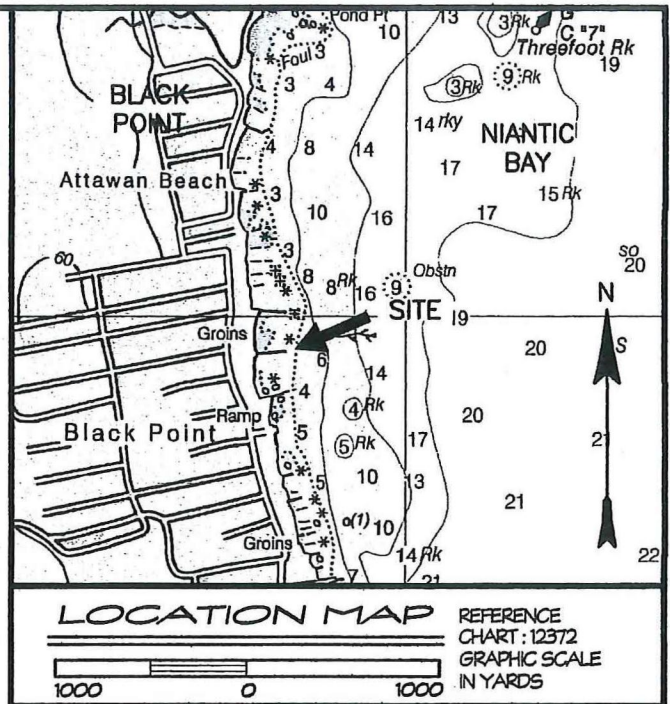 Pond Pt
10
13
3 Rk
G
C "7"
Threefoot Rk
Foul 3
3
4
9 Rk
19
3 Rk
BLACK
POINT
14 rky
NIANTIC
BAY
4
8
14
17
Attawan Beach
3
15 Rk
10
16
17
3
so
20
60
8
8 Rk
16
9
Obstn
SITE
N
19
Groins
6
20
S
14
4
4 Rk
20
Ramp
Black Point
5
5 Rk
17
21
5
10
13
21
o(1)
10
Groins
14 Rk
22
7
21
LOCATION MAP
REFERENCE
CHART : 12372
GRAPHIC SCALE
IN YARDS
1000
0
1000